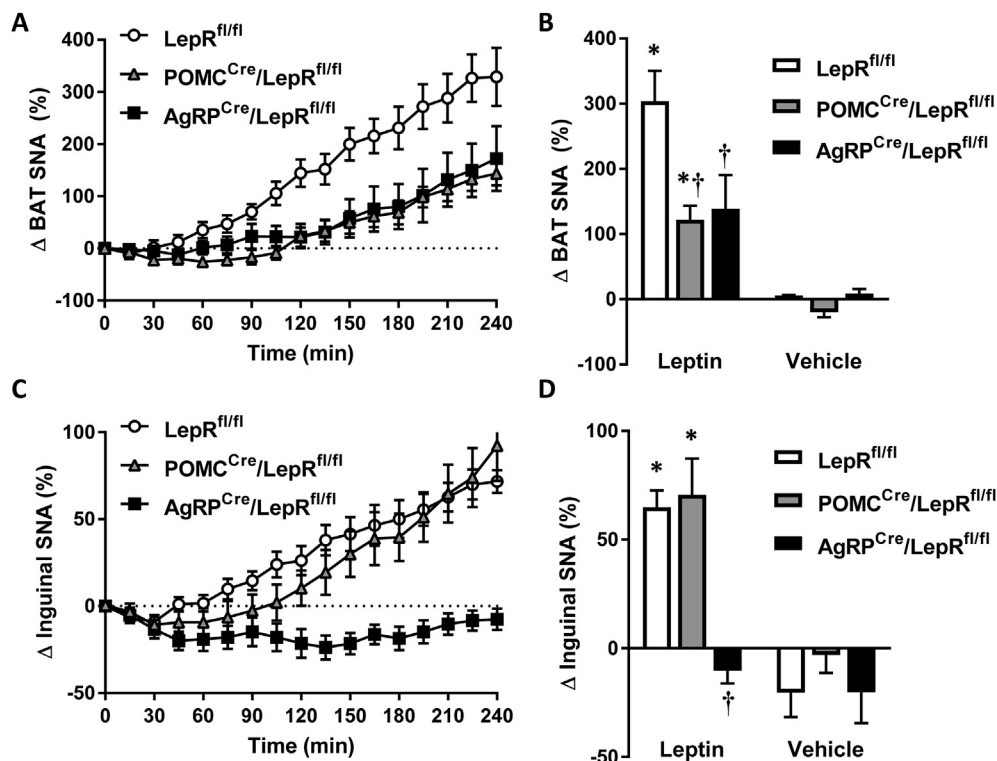 A
LepR^fl/fl
POMC^Cre/LepR^fl/fl
AgRP^Cre/LepR^fl/fl
Δ BAT SNA (%)
400
300
200
100
0
-100
0 30 60 90 120 150 180 210 240
Time (min)
B
LepR^fl/fl
POMC^Cre/LepR^fl/fl
AgRP^Cre/LepR^fl/fl
Δ BAT SNA (%)
400
300
200
100
0
-100
*
*†
†
Leptin Vehicle
C
LepR^fl/fl
POMC^Cre/LepR^fl/fl
AgRP^Cre/LepR^fl/fl
Δ Inguinal SNA (%)
100
50
0
-50
0 30 60 90 120 150 180 210 240
Time (min)
D
LepR^fl/fl
POMC^Cre/LepR^fl/fl
AgRP^Cre/LepR^fl/fl
Δ Inguinal SNA (%)
100
50
0
-50
* *
†
Leptin Vehicle